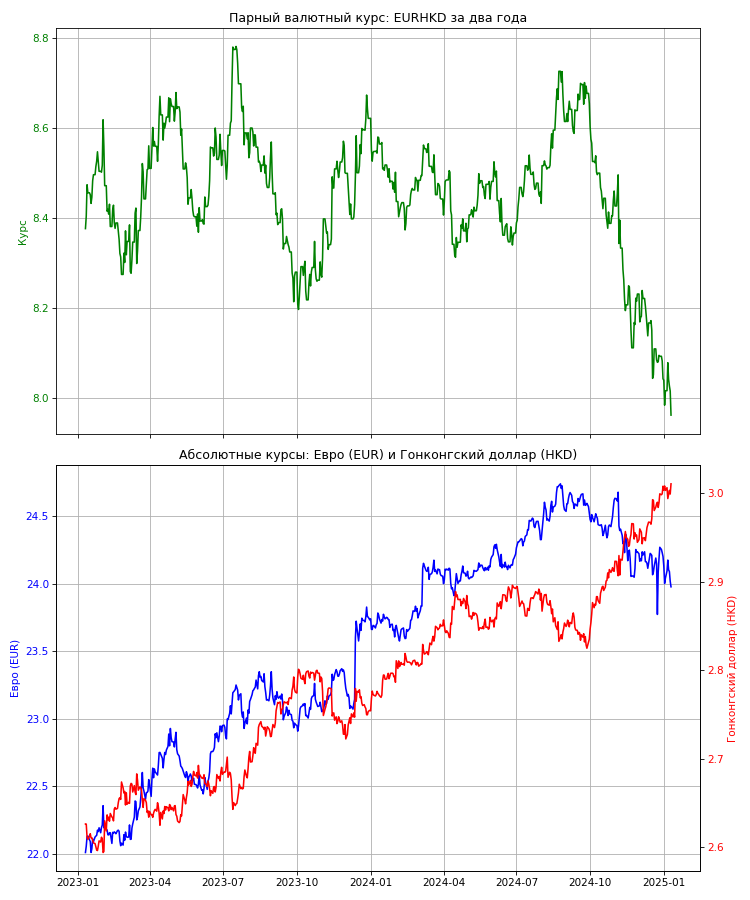 Парный валютный курс: EURHKD за два года
8.8
8.6
8.4
8.2
8.0
Курс
Абсолютные курсы: Евро (EUR) и Гонконгский доллар (HKD)
24.5
24.0
23.5
23.0
22.5
22.0
Евро (EUR)
3.0
2.9
2.8
2.7
2.6
Гонконгский доллар (HKD)
2023-01 2023-04 2023-07 2023-10 2024-01 2024-04 2024-07 2024-10 2025-01